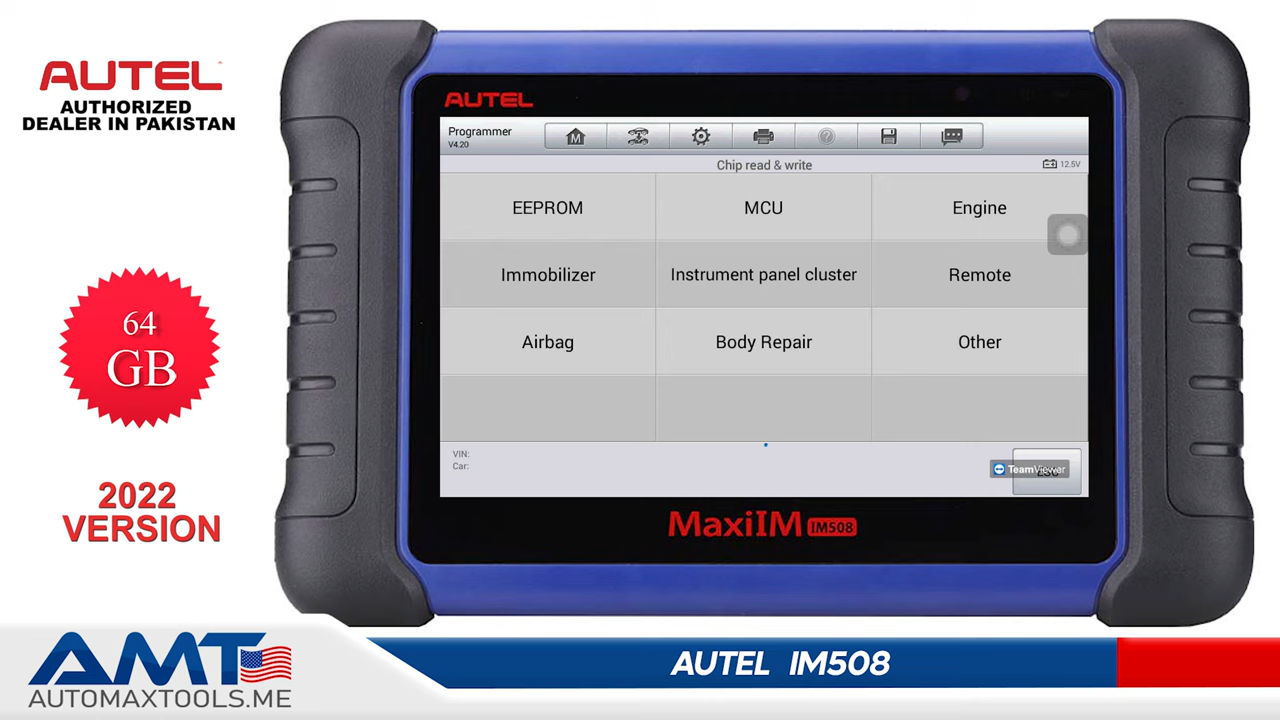 AUTEL
AUTHORIZED
DEALER IN PAKISTAN
64
GB
2022
VERSION
AUTEL
Programmer
V4.20
M
?
Chip read & write
12.5V
EEPROM
MCU
Engine
Immobilizer
Instrument panel cluster
Remote
Airbag
Body Repair
Other
VIN:
Car:
TeamViewer
MaxiIM IM508
AMT
AUTOMAXTOOLS.ME
AUTEL IM508